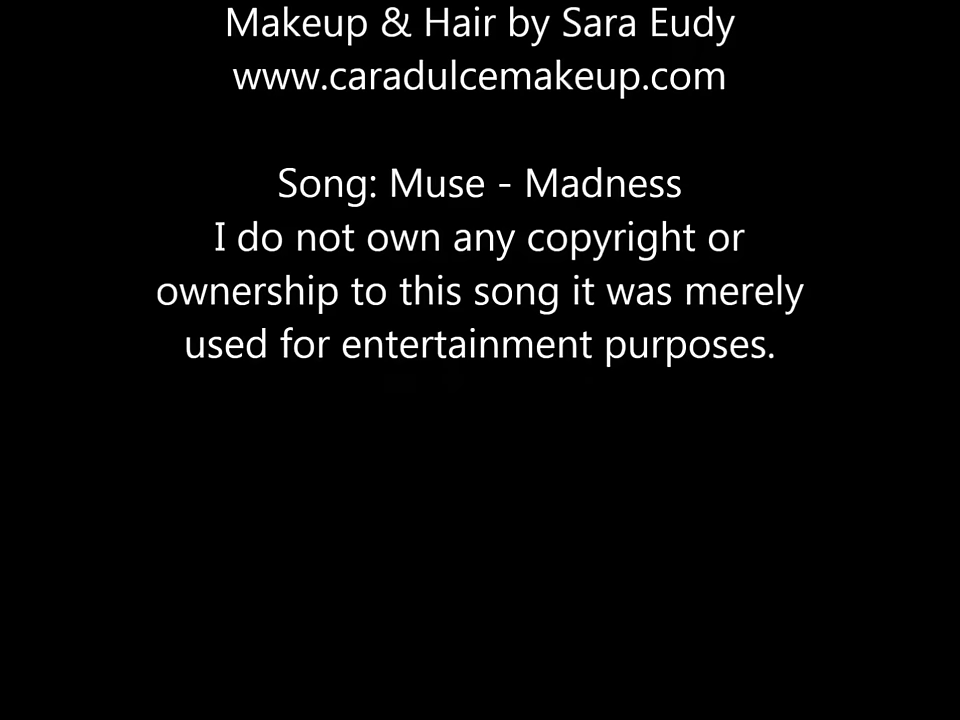 Makeup & Hair by Sara Eudy
www.caradulcemakeup.com
Song: Muse - Madness
I do not own any copyright or
ownership to this song it was merely
used for entertainment purposes.